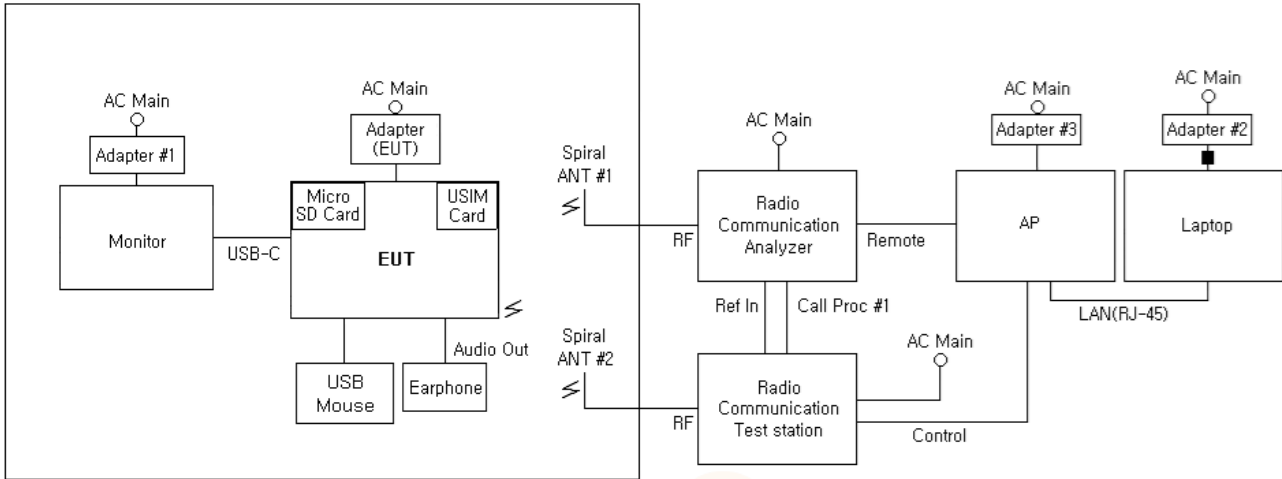 AC Main
Adapter #1
Monitor
USB-C
AC Main
Adapter
(EUT)
Micro
SD Card
USIM
Card
EUT
USB
Mouse
Audio Out
Earphone
Spiral
ANT #1
RF
Spiral
ANT #2
RF
AC Main
Radio
Communication
Analyzer
Remote
Ref In
Call Proc #1
Radio
Communication
Test station
AC Main
Control
AC Main
Adapter #3
AP
AC Main
Adapter #2
Laptop
LAN(RJ-45)